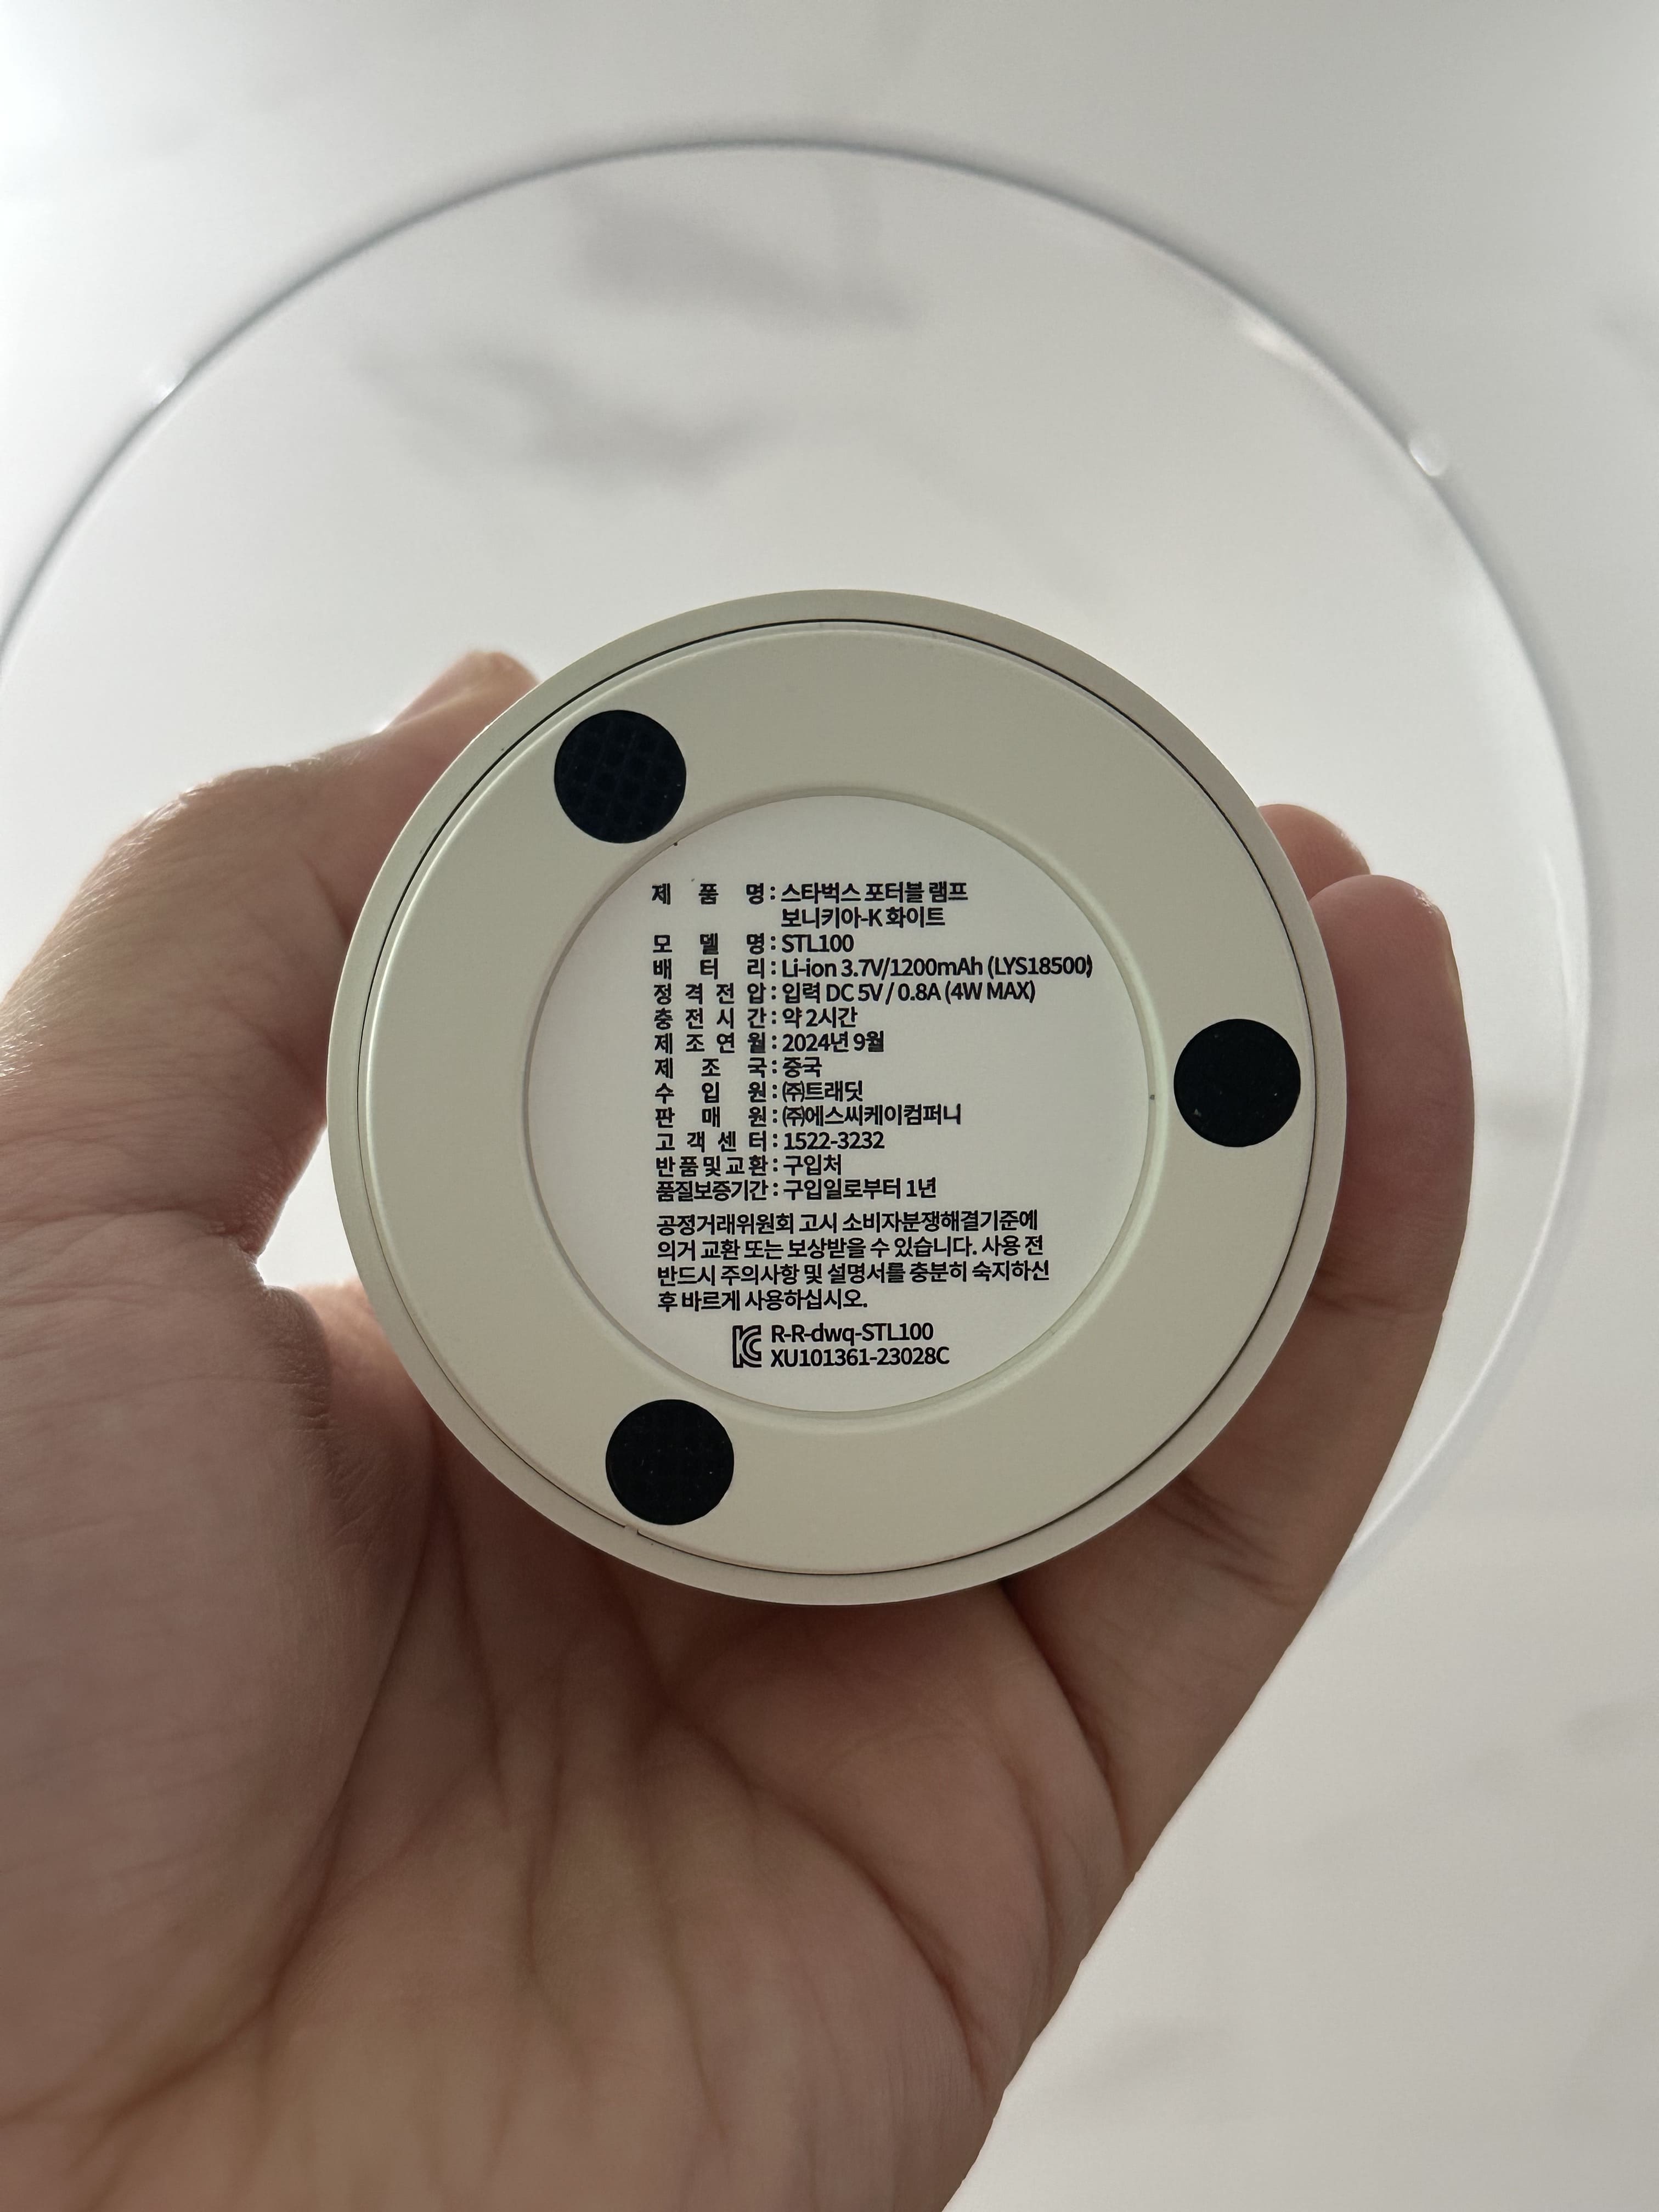 제 품 명 : 스타벅스 포터블 램프
보니키아-K 화이트
모 델 명 : STL100
배 터 리 : Li-ion 3.7V/1200mAh (LYS18500)
정 격 전 압 : 입력 DC 5V / 0.8A (4W MAX)
충 전 시 간 : 약 2시간
제 조 연 월 : 2024년 9월
제 조 국 : 중국
수 입 원 : ㈜트래딧
판 매 원 : ㈜에스씨케이컴퍼니
고 객 센 터 : 1522-3232
반 품 및 교 환 : 구입처
품질보증기간 : 구입일로부터 1년
공정거래위원회 고시 소비자분쟁해결기준에
의거 교환 또는 보상받을 수 있습니다. 사용 전
반드시 주의사항 및 설명서를 충분히 숙지하신
후 바르게 사용하십시오.
KC R-R-dwq-STL100
XU101361-23028C